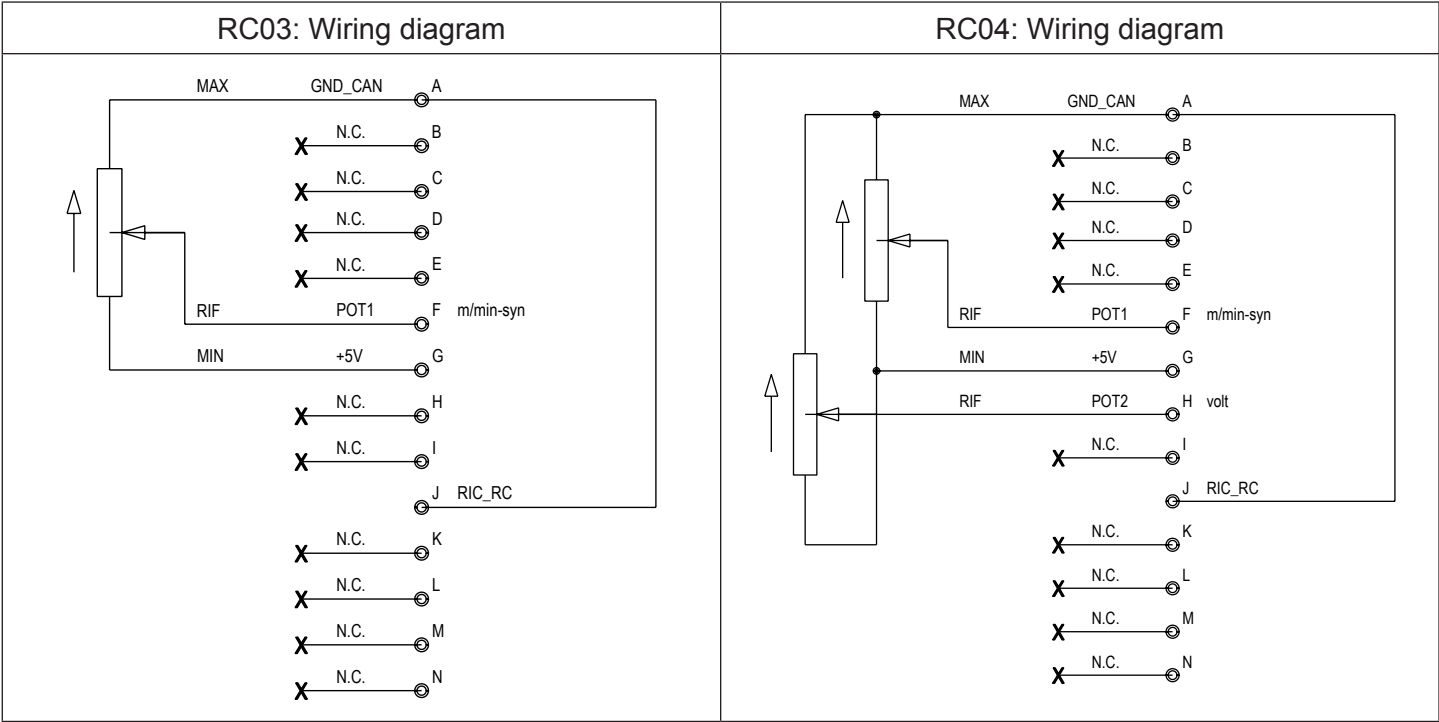 RC03: Wiring diagram
MAX GND_CAN A
N.C. B
N.C. C
N.C. D
N.C. E
RIF POT1 F m/min-syn
MIN +5V G
N.C. H
N.C. I
J RIC_RC
N.C. K
N.C. L
N.C. M
N.C. N
RC04: Wiring diagram
MAX GND_CAN A
N.C. B
N.C. C
N.C. D
N.C. E
RIF POT1 F m/min-syn
MIN +5V G
RIF POT2 H volt
N.C. I
J RIC_RC
N.C. K
N.C. L
N.C. M
N.C. N